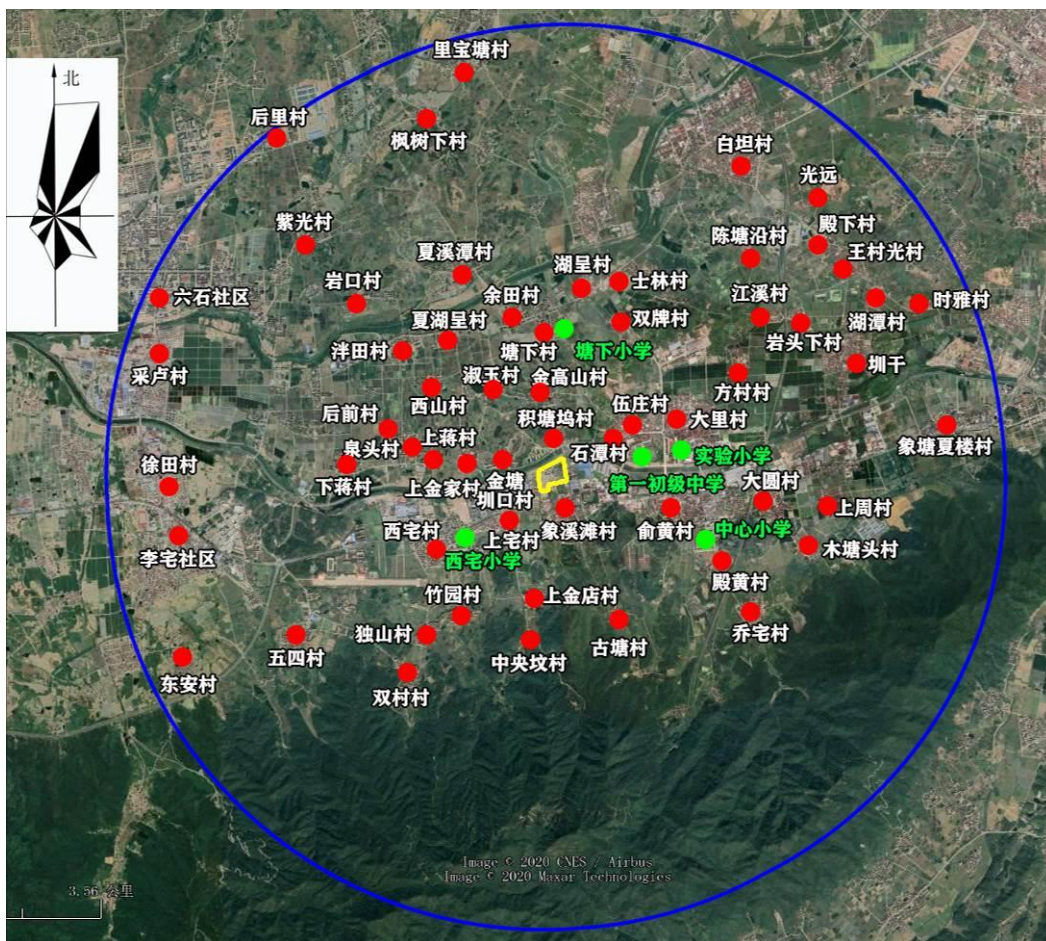 里宝塘村
北
后里村
枫树下村
白坦村
光远
紫光村
夏溪潭村
陈塘沿村
殿下村
湖呈村
士林村
王村光村
六石社区
岩口村
余田村
江溪村
湖潭村
时雅村
夏湖呈村
双牌村
岩头下村
泮田村
塘下村
塘下小学
采卢村
淑玉村
金高山村
方村村
圳干
西山村
后前村
积塘坞村
伍庄村
大里村
泉头村
上蒋村
石潭村
实验小学
象塘夏楼村
徐田村
下蒋村
上金家村
金塘
第一初级中学
大圆村
圳口村
西宅村
上宅村
象溪滩村
俞黄村
中心小学
上周村
李宅社区
西宅小学
木塘头村
殿黄村
竹园村
上金店村
五四村
独山村
中央坟村
古塘村
乔宅村
东安村
双村村
Image © 2020 CNES / Airbus
Image © 2020 Maxar Technologies
3.56 公里